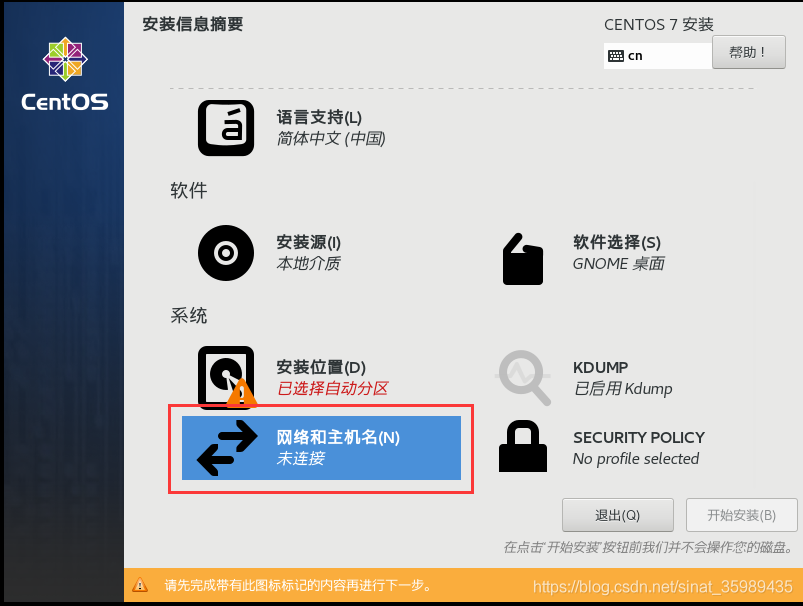 安装信息摘要
CENTOS 7 安装
cn
帮助！
CentOS
语言支持(L)
简体中文 (中国)
软件
安装源(I)
本地介质
软件选择(S)
GNOME 桌面
系统
安装位置(D)
已选择自动分区
KDUMP
已启用 Kdump
网络和主机名(N)
未连接
SECURITY POLICY
No profile selected
退出(Q)
开始安装(B)
在点击“开始安装”按钮前我们并不会操作您的磁盘。
请先完成带有此图标标记的内容再进行下一步。
https://blog.csdn.net/sinat_35989435